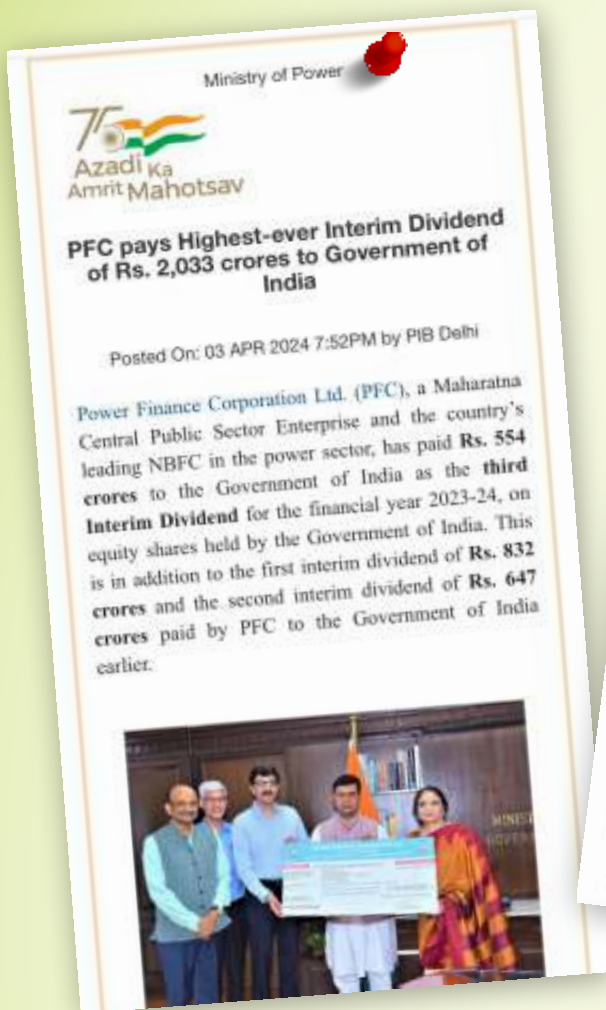 Ministry of Power
75
Azadi Ka
Amrit Mahotsav
PFC pays Highest-ever Interim Dividend
of Rs. 2,033 crores to Government of
India
Posted On: 03 APR 2024 7:52PM by PIB Delhi
Power Finance Corporation Ltd. (PFC), a Maharatna
Central Public Sector Enterprise and the country's
leading NBFC in the power sector, has paid Rs. 554
crores to the Government of India as the third
Interim Dividend for the financial year 2023-24, on
equity shares held by the Government of India. This
is in addition to the first interim dividend of Rs. 832
crores and the second interim dividend of Rs. 647
crores paid by PFC to the Government of India
earlier.